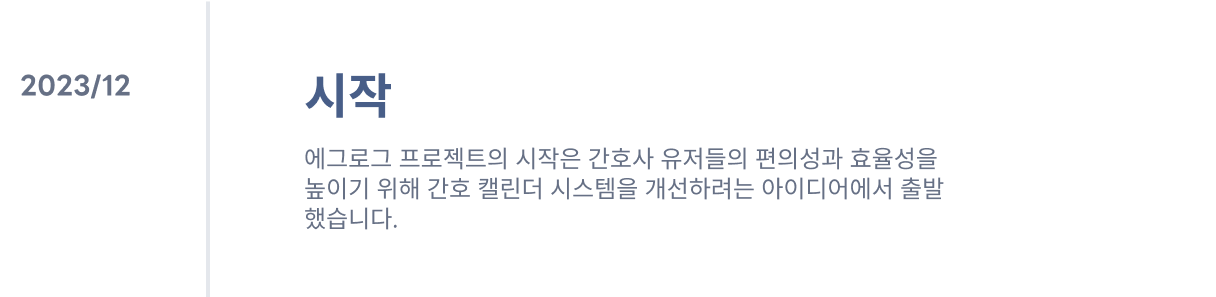 2023/12
시작
에그로그 프로젝트의 시작은 간호사 유저들의 편의성과 효율성을
높이기 위해 간호 캘린더 시스템을 개선하려는 아이디어에서 출발
했습니다.